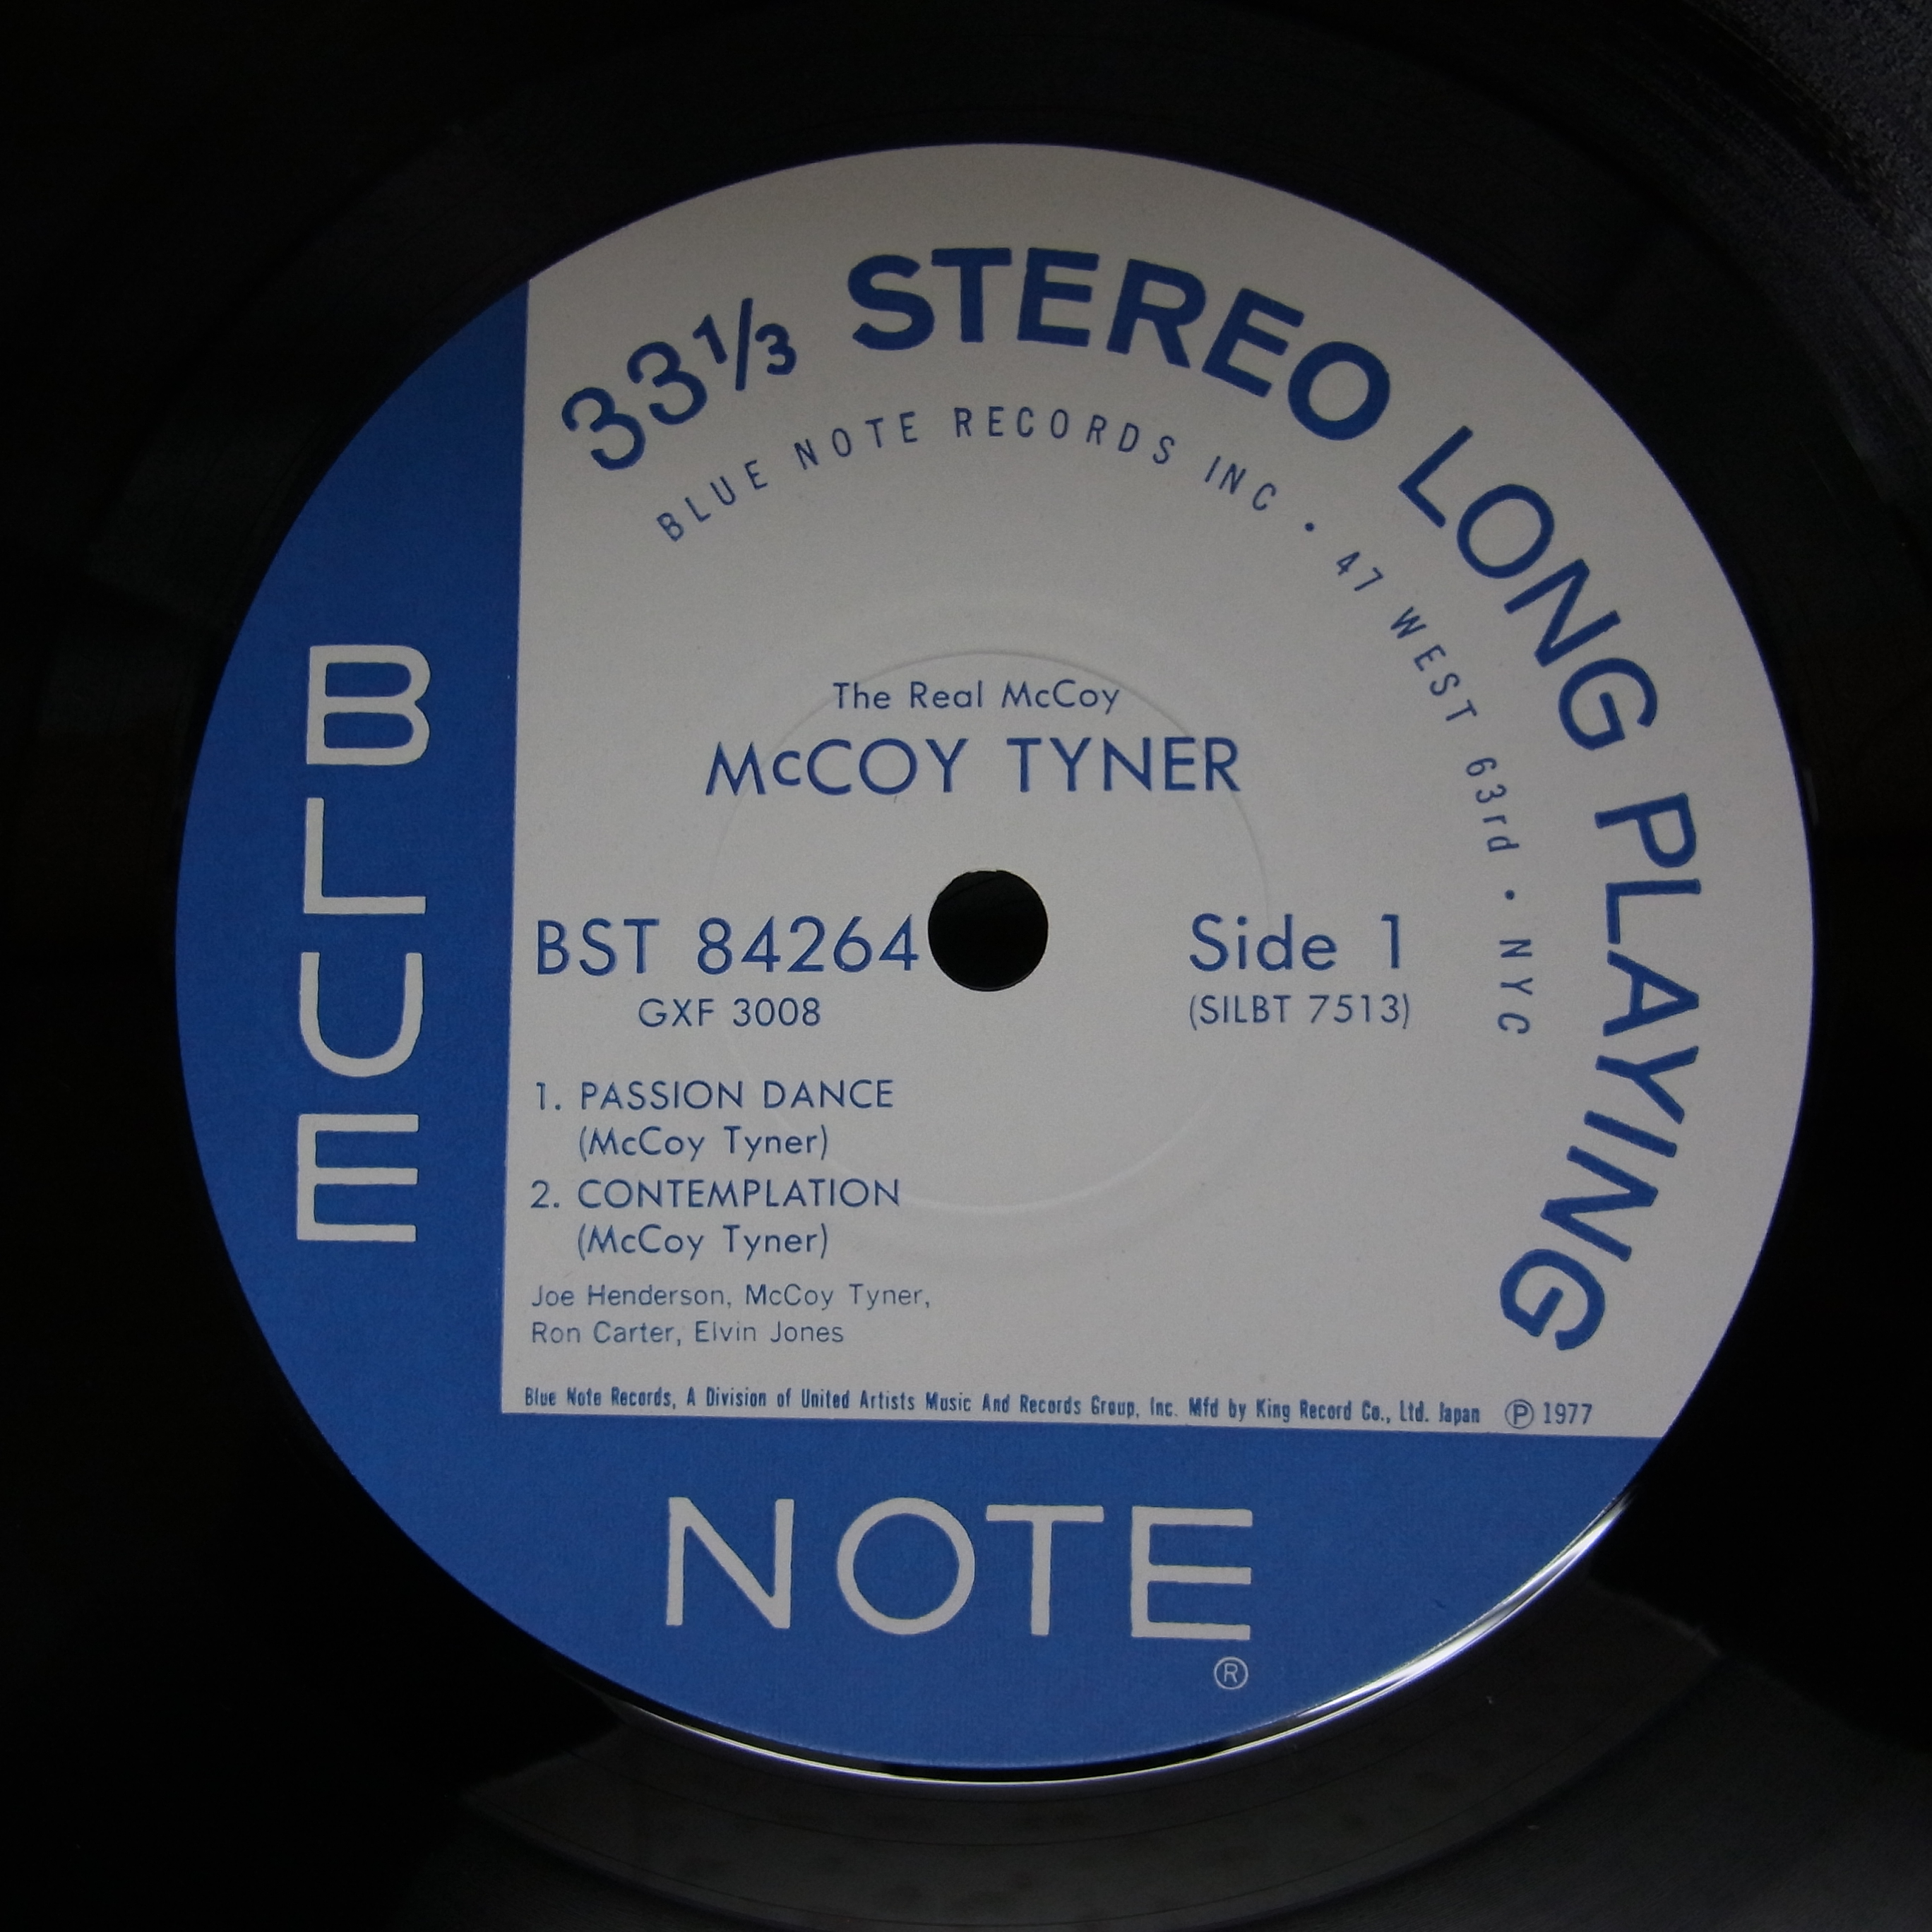 33⅓ STEREO LONG PLAYING
BLUE NOTE RECORDS INC • 47 WEST 63rd • NYC
The Real McCoy
McCOY TYNER
BST 84264
GXF 3008
Side 1
(SILBT 7513)
1. PASSION DANCE
(McCoy Tyner)
2. CONTEMPLATION
(McCoy Tyner)
Joe Henderson, McCoy Tyner,
Ron Carter, Elvin Jones
Blue Note Records, A Division of United Artists Music And Records Group, Inc. Mfd by King Record Co., Ltd. Japan ℗ 1977
BLUE
NOTE
®